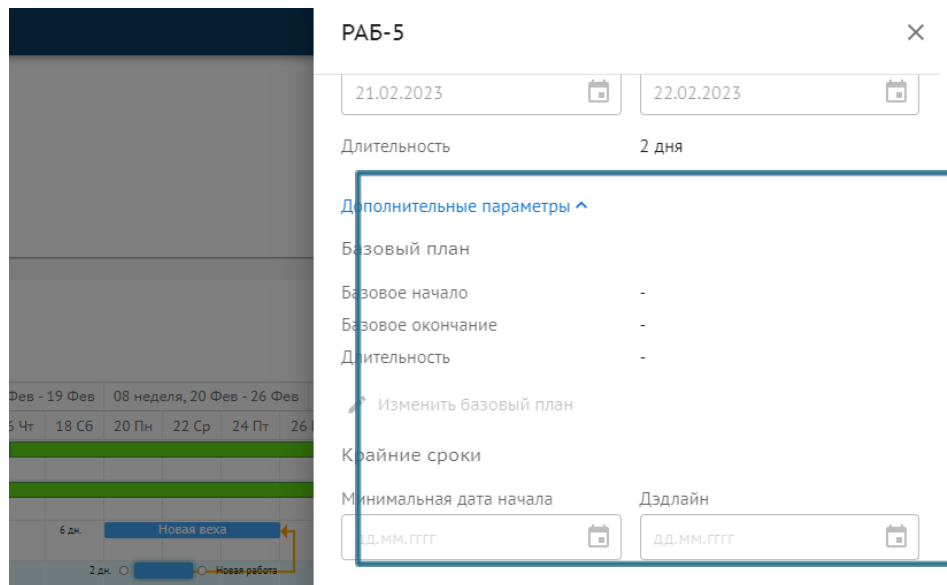 РАБ-5
21.02.2023 22.02.2023
Длительность 2 дня
Дополнительные параметры
Базовый план
Базовое начало -
Базовое окончание -
Длительность -
Изменить базовый план
Крайние сроки
Минимальная дата начала Дэдлайн
дд.мм.гггг дд.мм.гггг
Фев - 19 Фев 08 неделя, 20 Фев - 26 Фев
Чт 18 Сб 20 Пн 22 Ср 24 Пт 26
6 дн. Новая веха
2 дн. Новая работа